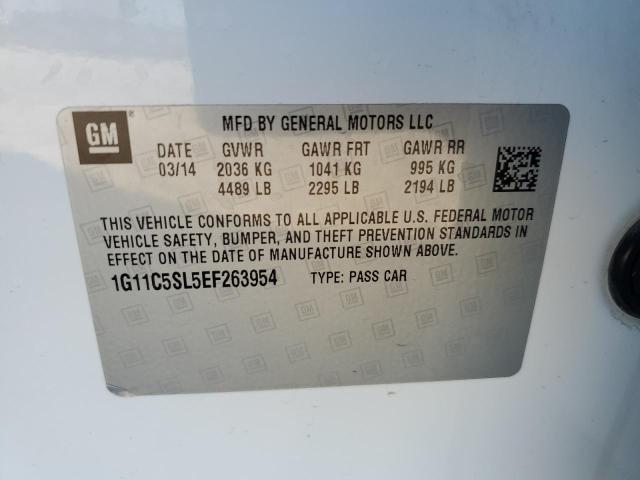 GM
MFD BY GENERAL MOTORS LLC
DATE GVWR GAWR FRT GAWR RR
03/14 2036 KG 1041 KG 995 KG
4489 LB 2295 LB 2194 LB
THIS VEHICLE CONFORMS TO ALL APPLICABLE U.S. FEDERAL MOTOR
VEHICLE SAFETY, BUMPER, AND THEFT PREVENTION STANDARDS IN
EFFECT ON THE DATE OF MANUFACTURE SHOWN ABOVE.
1G11C5SL5EF263954 TYPE: PASS CAR